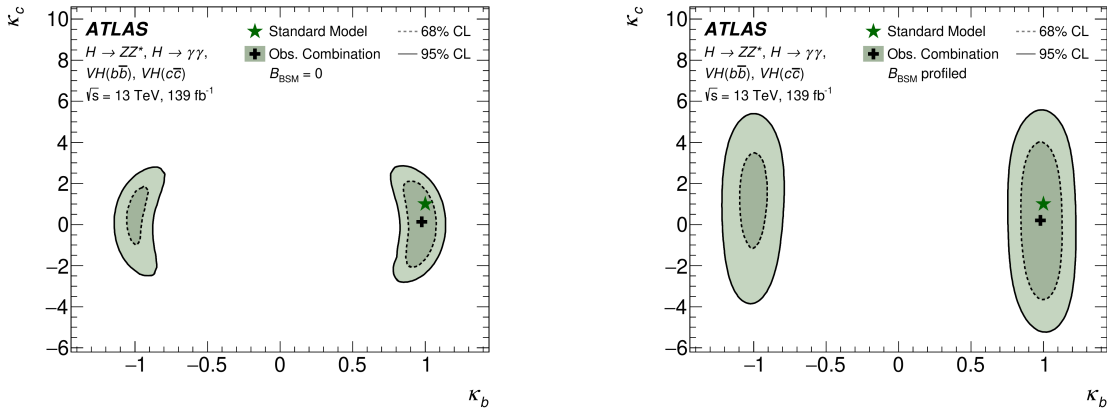 κc
10
8
6
4
2
0
−2
−4
−6
−1
−0.5
0
0.5
1
κb
ATLAS
H → ZZ*, H → γγ,
VH(bb̅), VH(cc̅)
√s = 13 TeV, 139 fb⁻¹
Standard Model
Obs. Combination
B_BSM = 0
68% CL
95% CL
κc
10
8
6
4
2
0
−2
−4
−6
−1
−0.5
0
0.5
1
κb
ATLAS
H → ZZ*, H → γγ,
VH(bb̅), VH(cc̅)
√s = 13 TeV, 139 fb⁻¹
Standard Model
Obs. Combination
B_BSM profiled
68% CL
95% CL